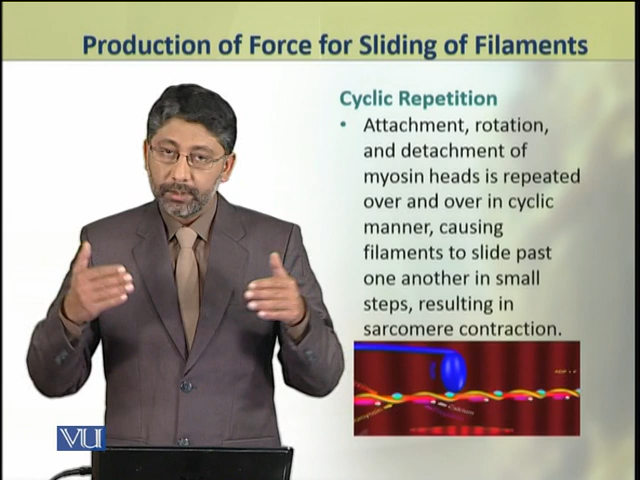 Production of Force for Sliding of Filaments
Cyclic Repetition
• Attachment, rotation,
and detachment of
myosin heads is repeated
over and over in cyclic
manner, causing
filaments to slide past
one another in small
steps, resulting in
sarcomere contraction.
Calcium
VU